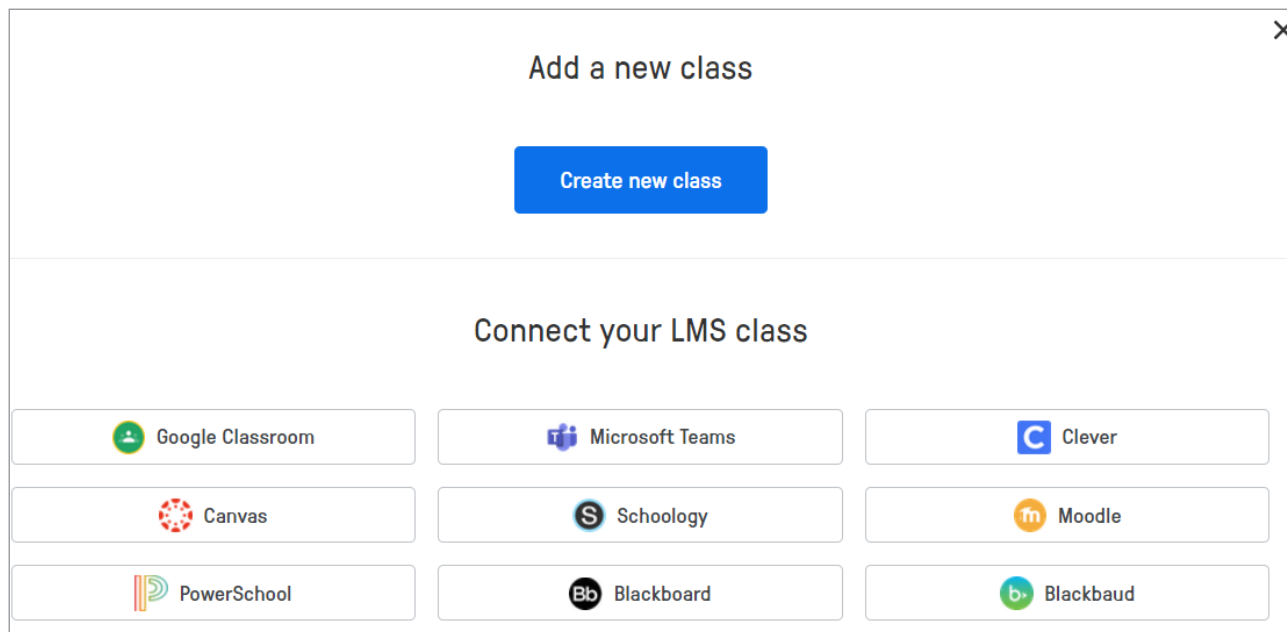 Add a new class
Create new class
Connect your LMS class
Google Classroom
Microsoft Teams
Clever
Canvas
Schoology
Moodle
PowerSchool
Bb Blackboard
Blackbaud